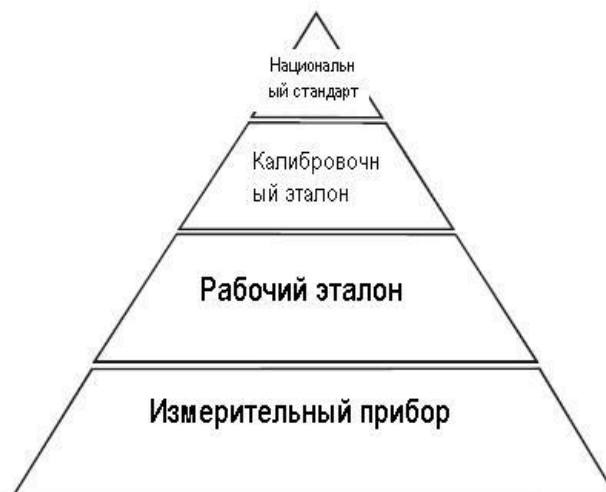 Национальн
ый стандарт
Калибровочн
ый эталон
Рабочий эталон
Измерительный прибор